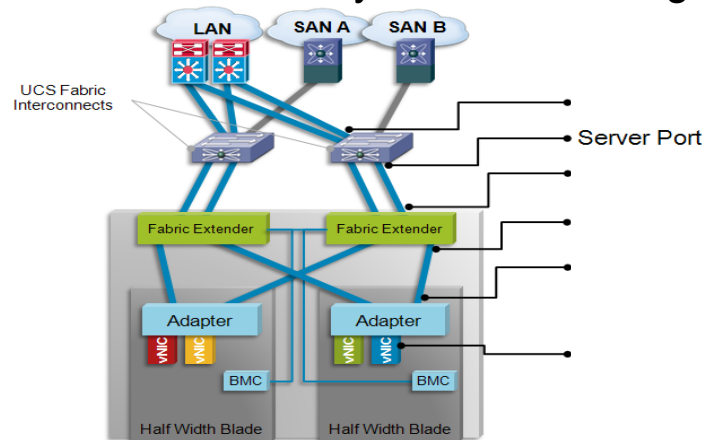 LAN
SAN A
SAN B
UCS Fabric
Interconnects
Server Port
Fabric Extender
Fabric Extender
Adapter
Adapter
vNIC
vNIC
vNIC
vNIC
BMC
BMC
Half Width Blade
Half Width Blade